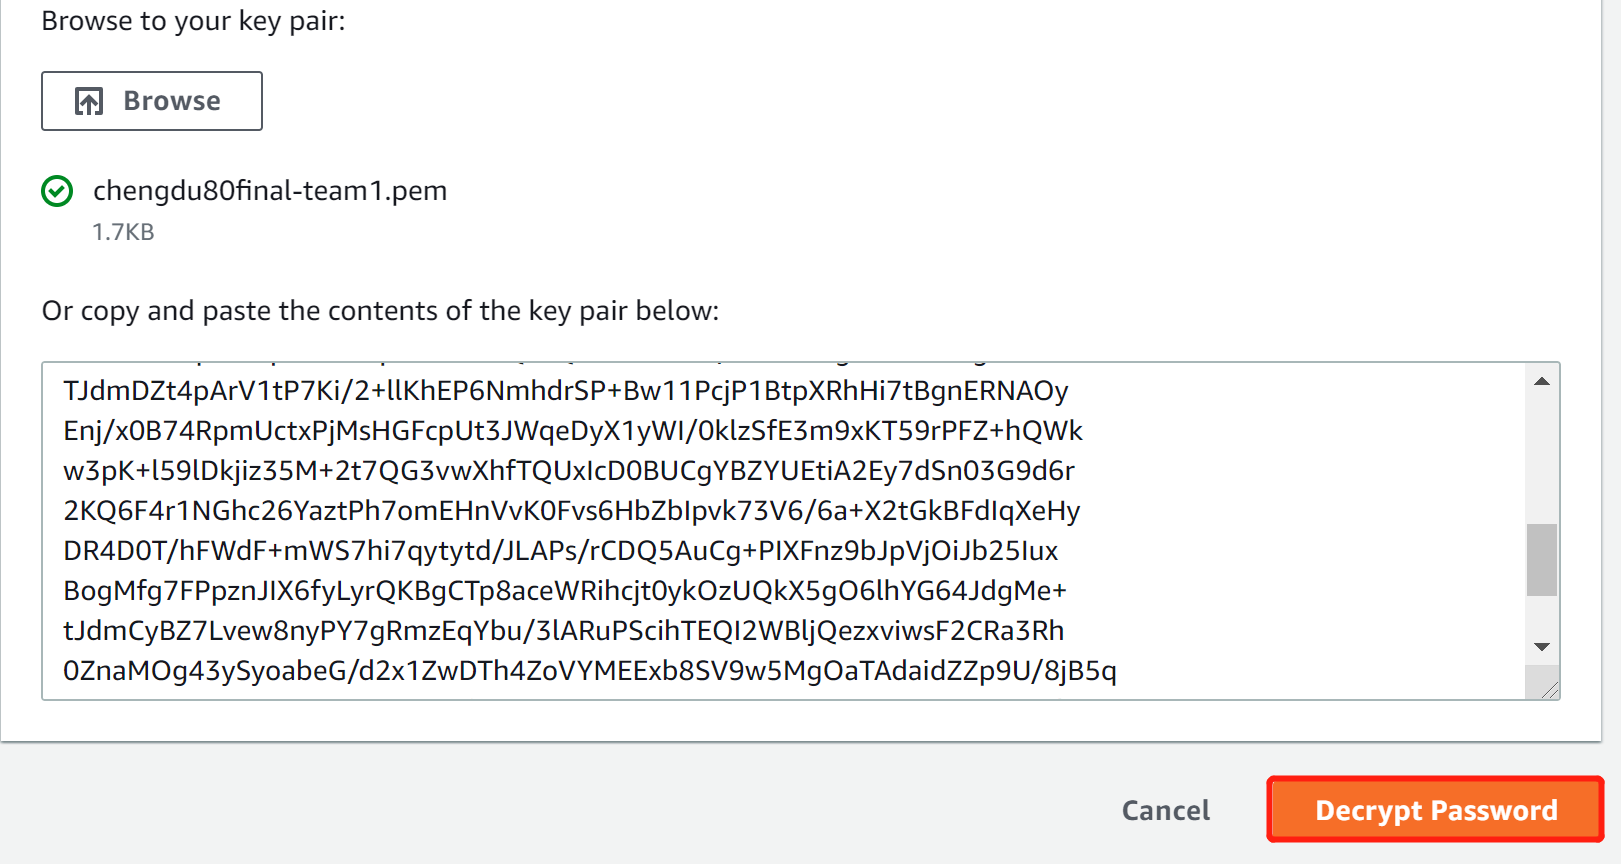 Browse to your key pair:
Browse
chengdu80final-team1.pem
1.7KB
Or copy and paste the contents of the key pair below:
TJdmDZt4pArV1tP7Ki/2+llKhEP6NmhdrSP+Bw11PcjP1BtpXRhHi7tBgnERNAOy
Enj/x0B74RpmUctxPjMsHGFcpUt3JWqeDyX1yWI/0klzSfE3m9xKT59rPFZ+hQWk
w3pK+l59lDkjiz35M+2t7QG3vwXhfTQUxIcD0BUCgYBZYUEtiA2Ey7dSn03G9d6r
2KQ6F4r1NGhc26YaztPh7omEHnVvK0Fvs6HbZbIpvk73V6/6a+X2tGkBFdIqXeHy
DR4D0T/hFWdF+mWS7hi7qytytd/JLAPs/rCDQ5AuCg+PIXFnz9bJpVjOiJb25Iux
BogMfg7FPpznJIX6fyLyrQKBgCTp8aceWRihcjt0ykOzUQkX5gO6lhYG64JdgMe+
tJdmCyBZ7Lvew8nyPY7gRmzEqYbu/3lARuPScihTEQI2WBljQezxviwsF2CRa3Rh
0ZnaMOg43ySyoabeG/d2x1ZwDTh4ZoVYMEExb8SV9w5MgOaTAdaidZZp9U/8jB5q
Cancel
Decrypt Password